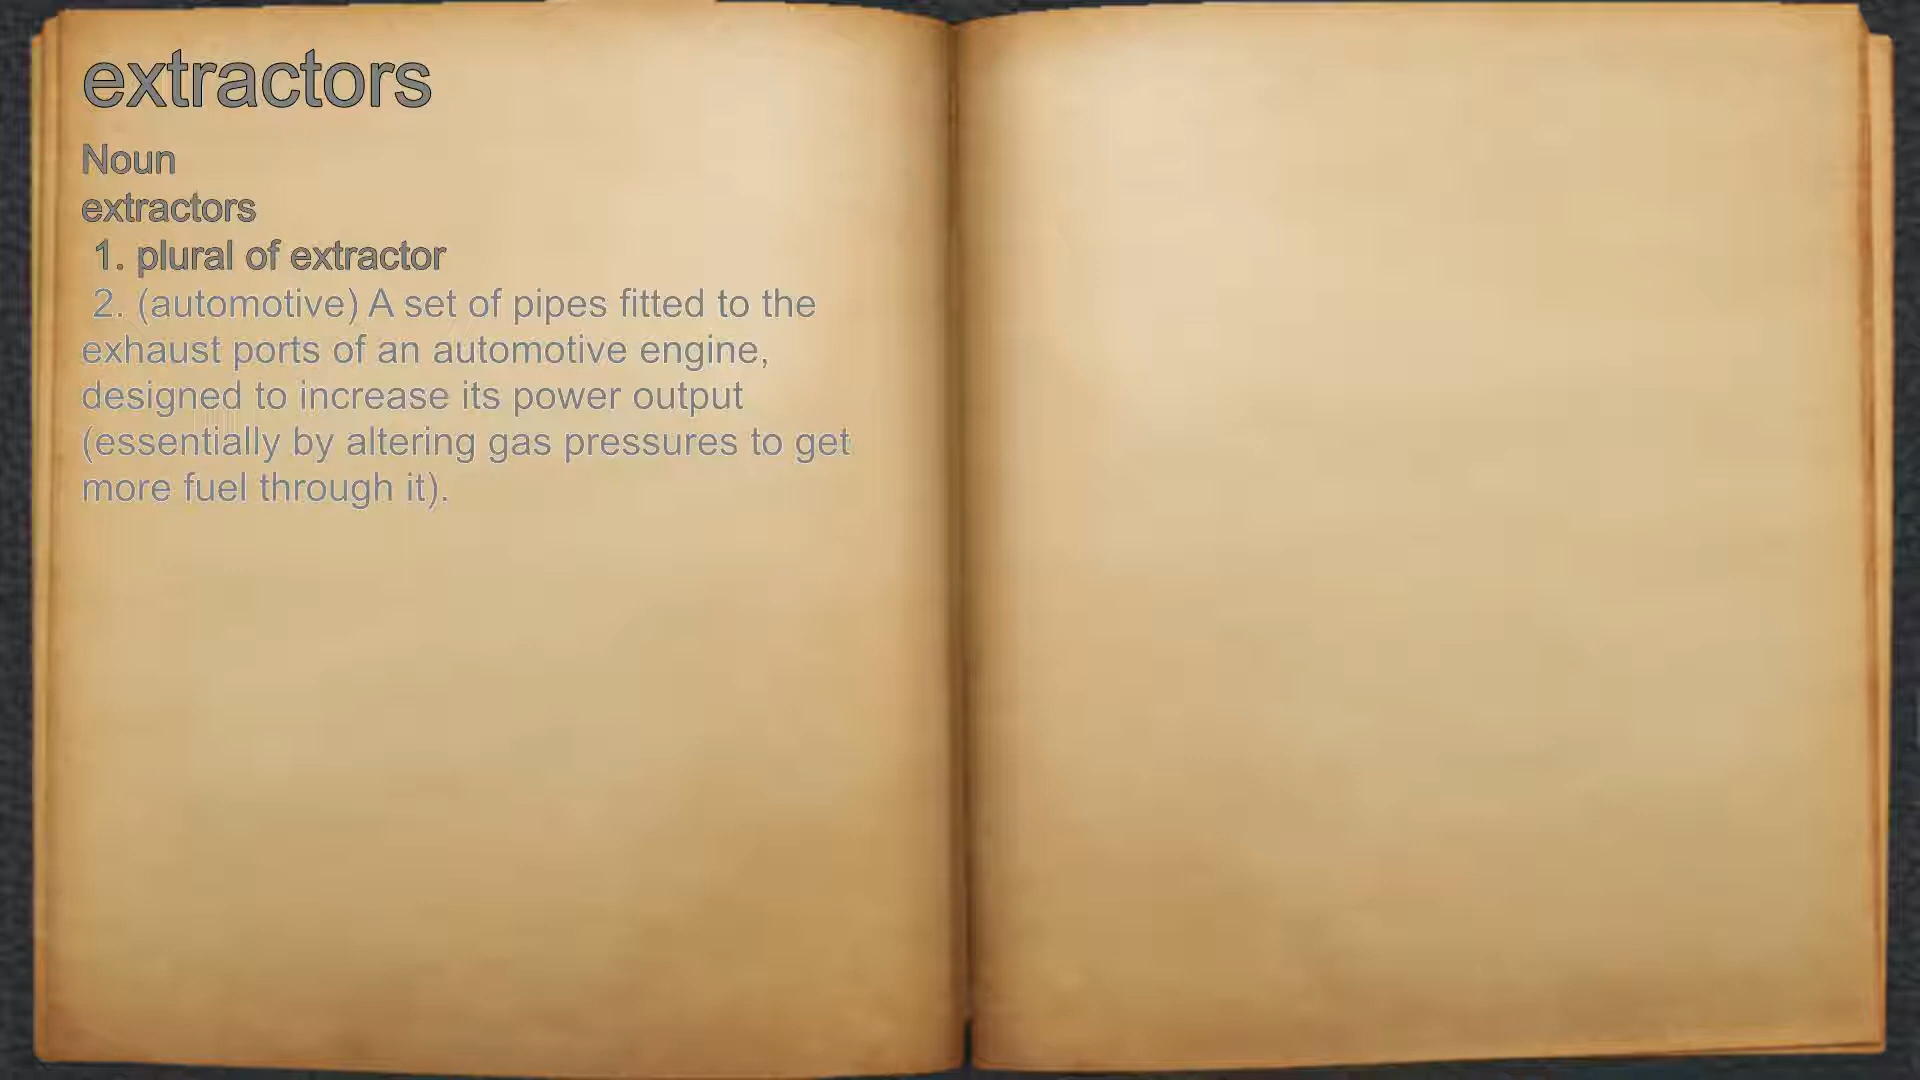 extractors
Noun
extractors
1. plural of extractor
2. (automotive) A set of pipes fitted to the
exhaust ports of an automotive engine,
designed to increase its power output
(essentially by altering gas pressures to get
more fuel through it).